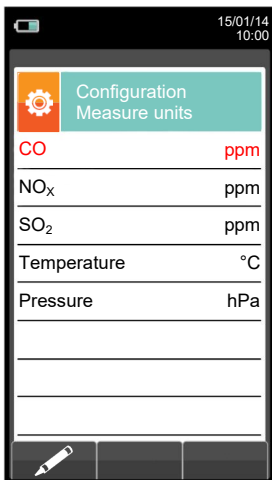 15/01/14
10:00
Configuration
Measure units
CO ppm
NOX ppm
SO2 ppm
Temperature °C
Pressure hPa